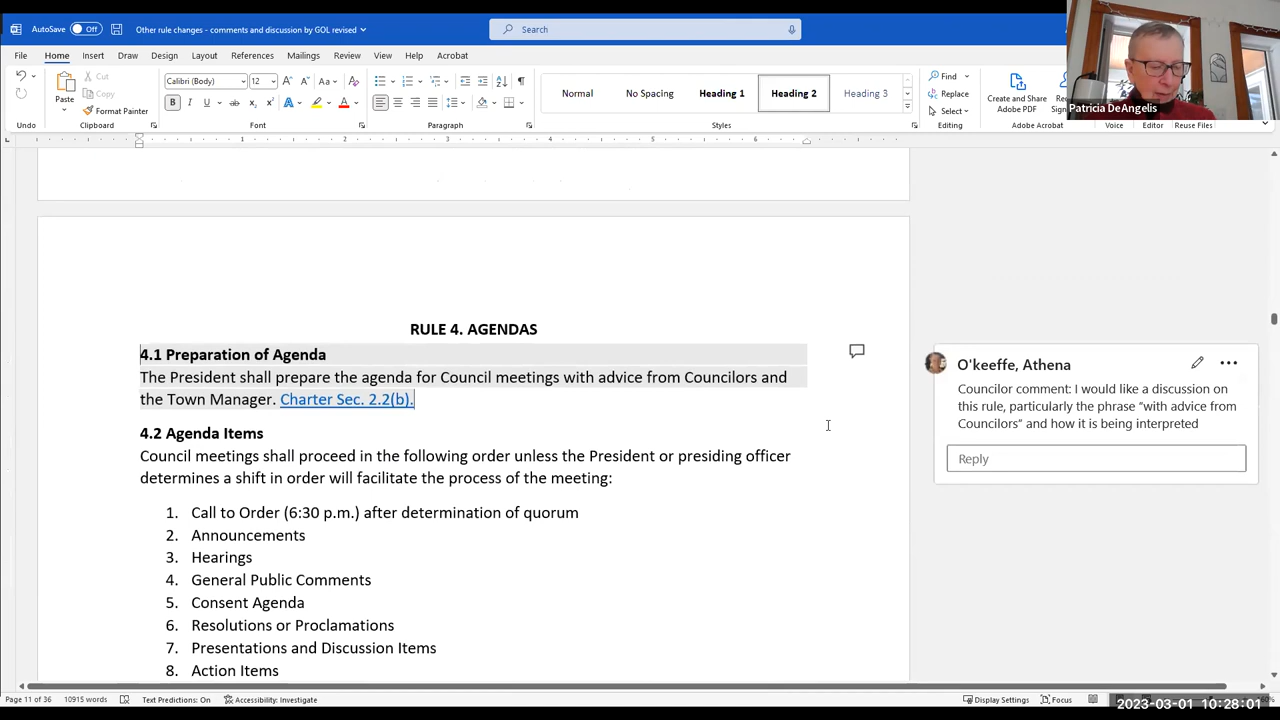 AutoSave Off Other rule changes - comments and discussion by GOL revised Search
File Home Insert Draw Design Layout References Mailings Review View Help Acrobat
Paste Cut Copy Format Painter
Calibri (Body) 12
Normal No Spacing Heading 1 Heading 2 Heading 3
Find Replace Select
Create and Share Adobe PDF
Undo Clipboard Font Paragraph Styles Editing Adobe Acrobat Voice Editor Reuse Files
Patricia DeAngelis
RULE 4. AGENDAS
4.1 Preparation of Agenda
The President shall prepare the agenda for Council meetings with advice from Councilors and
the Town Manager. Charter Sec. 2.2(b).
4.2 Agenda Items
Council meetings shall proceed in the following order unless the President or presiding officer
determines a shift in order will facilitate the process of the meeting:
1. Call to Order (6:30 p.m.) after determination of quorum
2. Announcements
3. Hearings
4. General Public Comments
5. Consent Agenda
6. Resolutions or Proclamations
7. Presentations and Discussion Items
8. Action Items
O'keeffe, Athena
Councilor comment: I would like a discussion on
this rule, particularly the phrase “with advice from
Councilors” and how it is being interpreted
Reply
Page 11 of 36 10915 words Text Predictions: On Accessibility: Investigate Display Settings Focus
2023-03-01 10:28:01